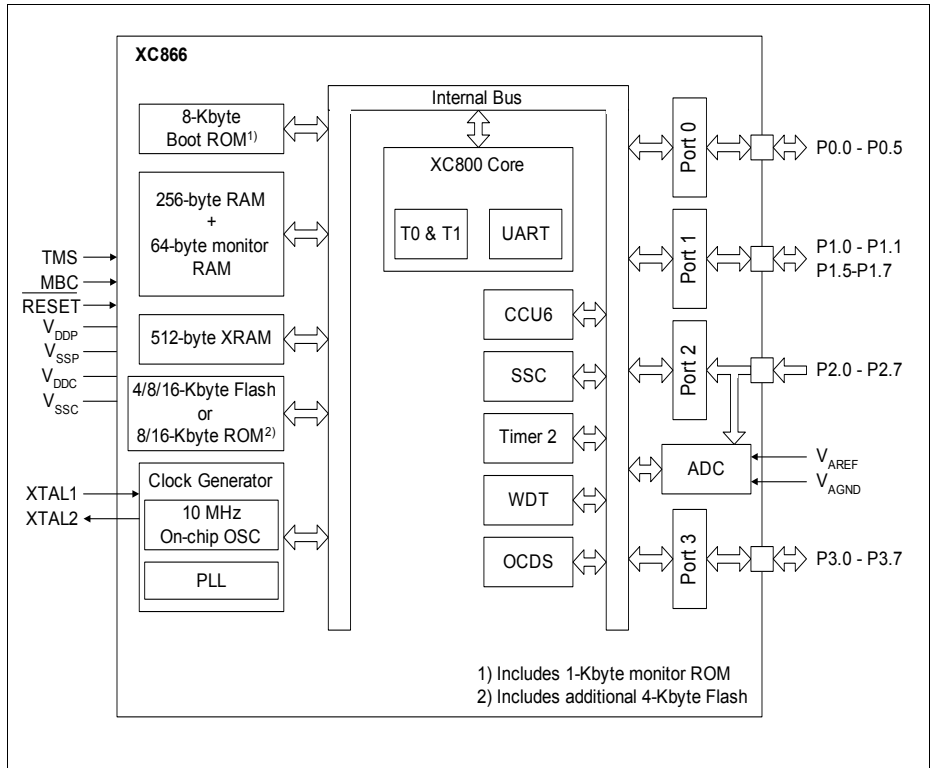 XC866
Internal Bus
8-Kbyte
Boot ROM1)
256-byte RAM
+
64-byte monitor
RAM
512-byte XRAM
4/8/16-Kbyte Flash
or
8/16-Kbyte ROM2)
Clock Generator
10 MHz
On-chip OSC
PLL
TMS
MBC
RESET
VDDP
VSSP
VDDC
VSSC
XTAL1
XTAL2
XC800 Core
T0 & T1
UART
CCU6
SSC
Timer 2
WDT
OCDS
Port 0
Port 1
Port 2
ADC
Port 3
P0.0 - P0.5
P1.0 - P1.1
P1.5-P1.7
P2.0 - P2.7
VAREF
VAGND
P3.0 - P3.7
1) Includes 1-Kbyte monitor ROM
2) Includes additional 4-Kbyte Flash